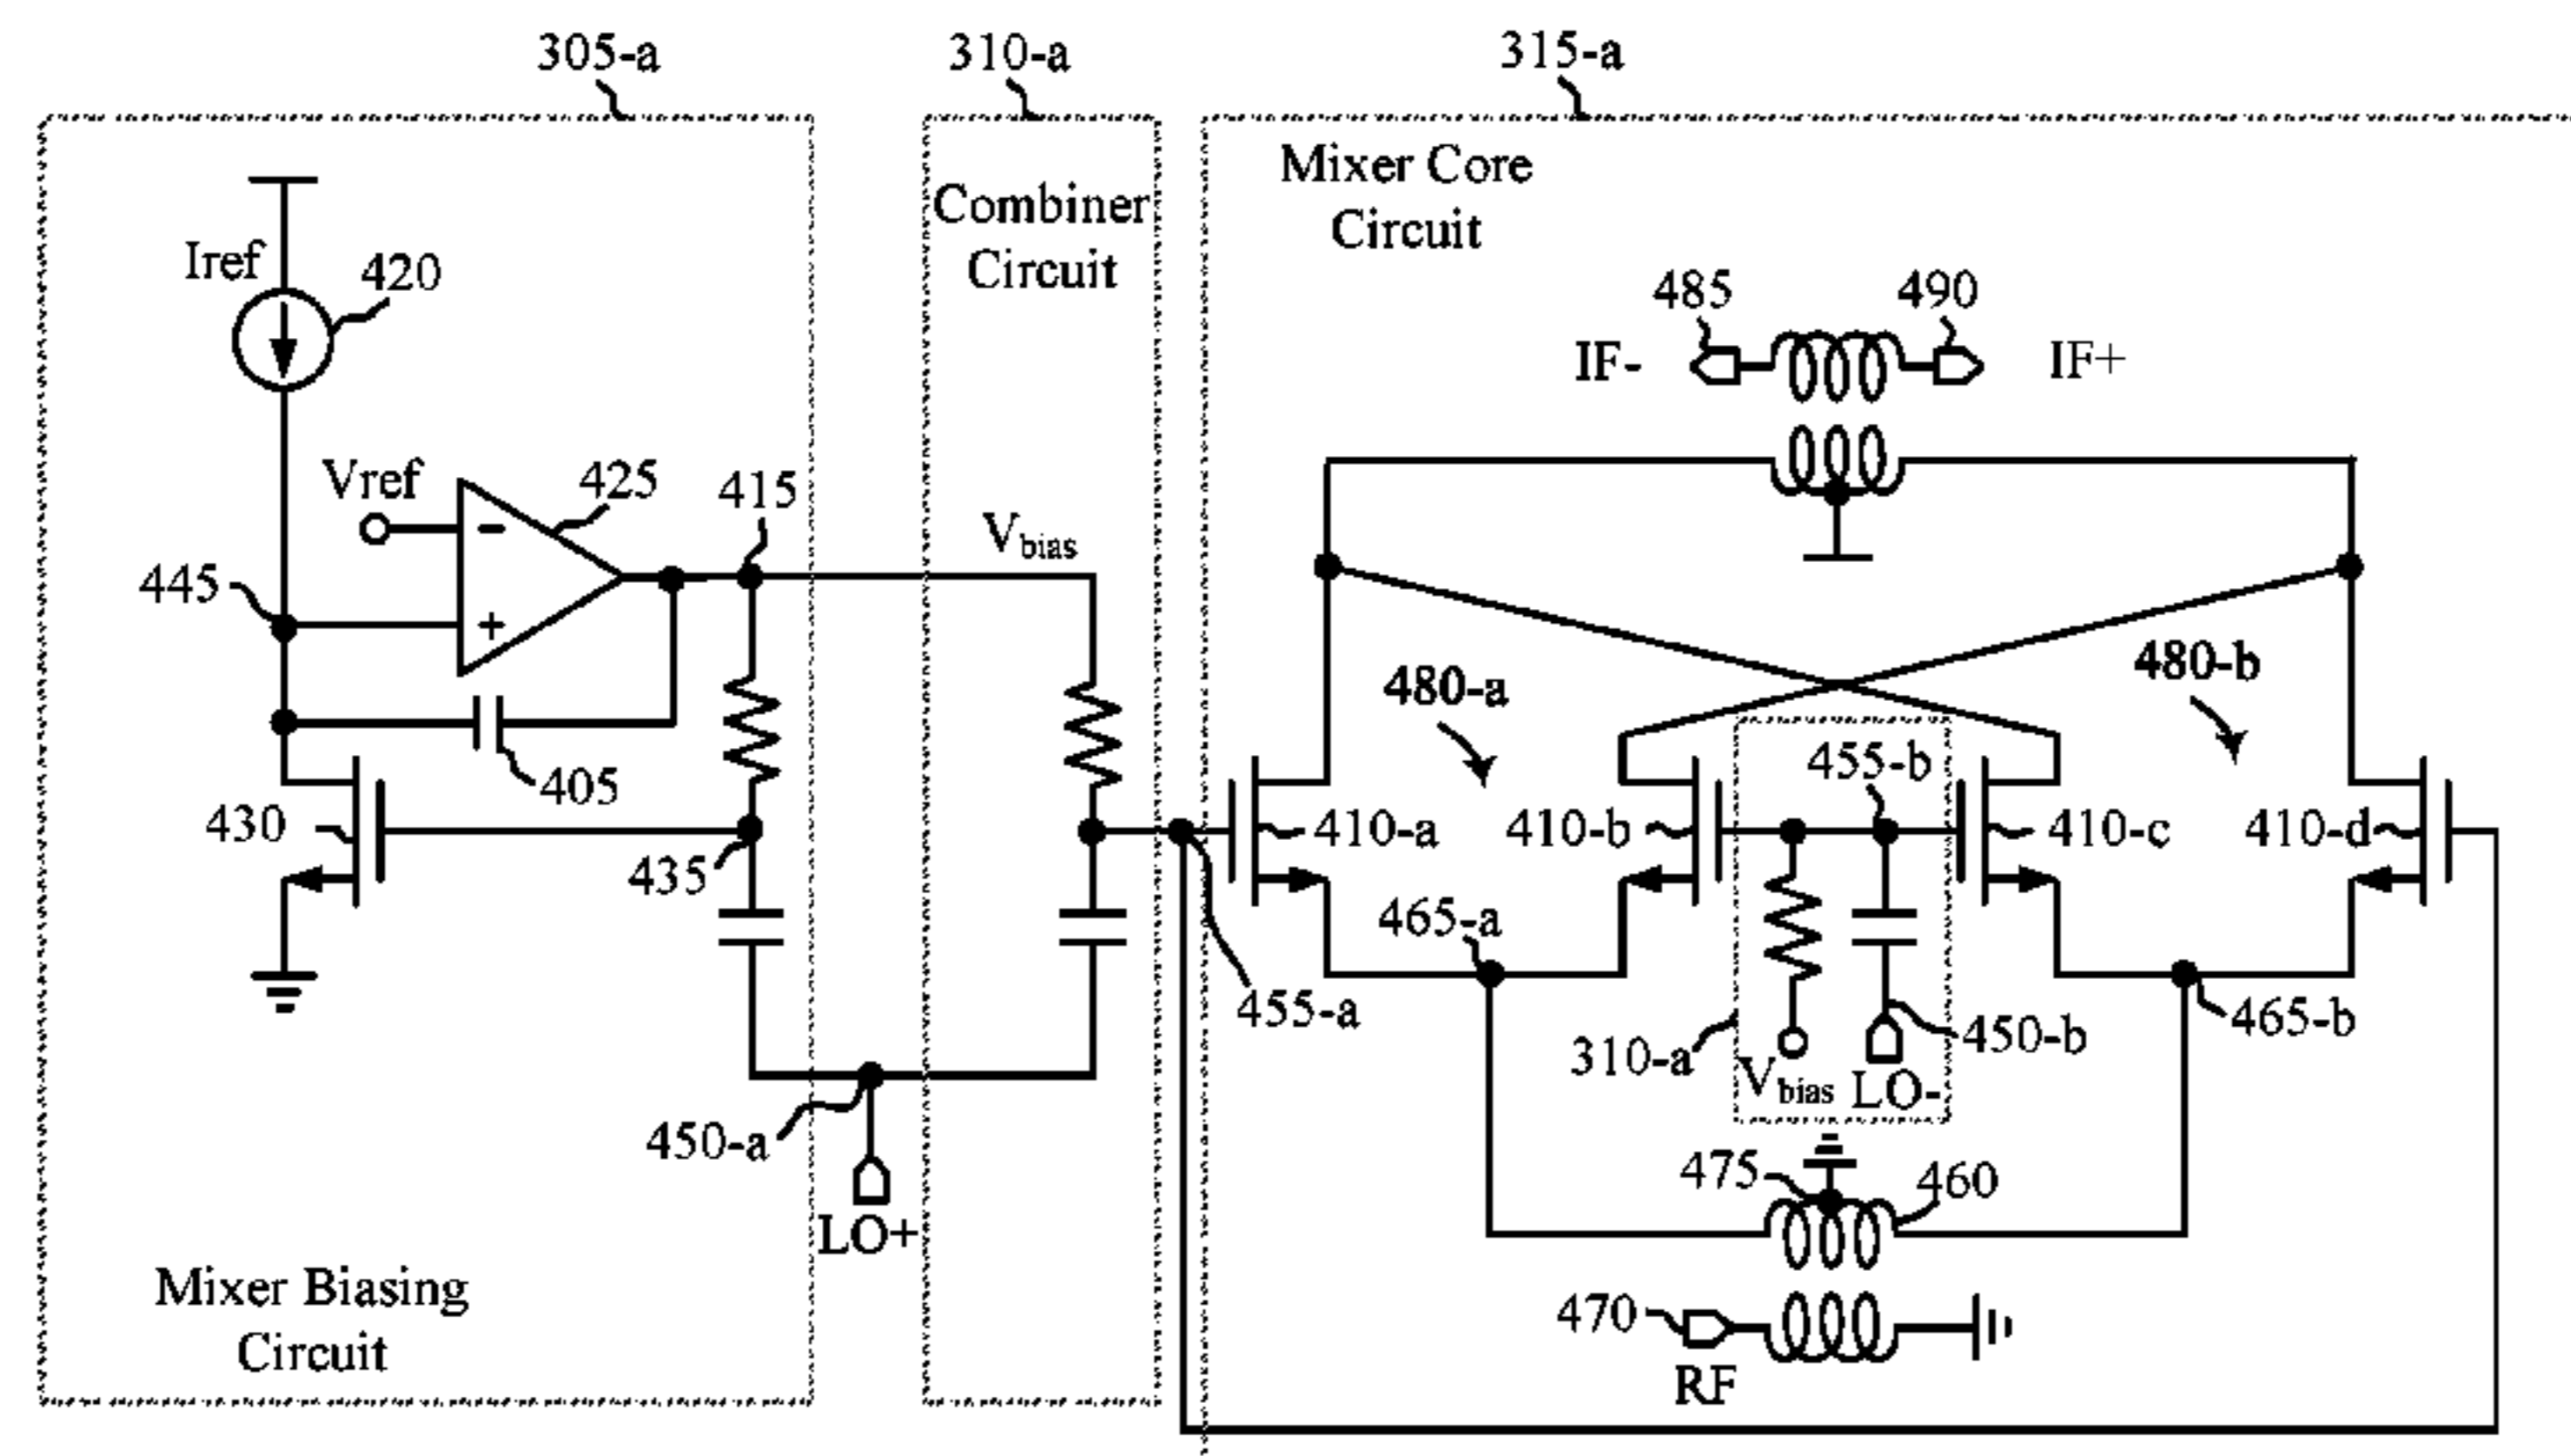 305-a
310-a
315-a
Mixer Core
Circuit
Combiner
Circuit
Iref
420
485
490
IF-
IF+
Vref
425
415
Vbias
445
480-a
480-b
405
455-b
430
410-a
410-b
410-c
410-d
435
465-a
455-a
310-a
Vbias
LO-
450-b
465-b
450-a
475
460
LO+
Mixer Biasing
Circuit
470
RF